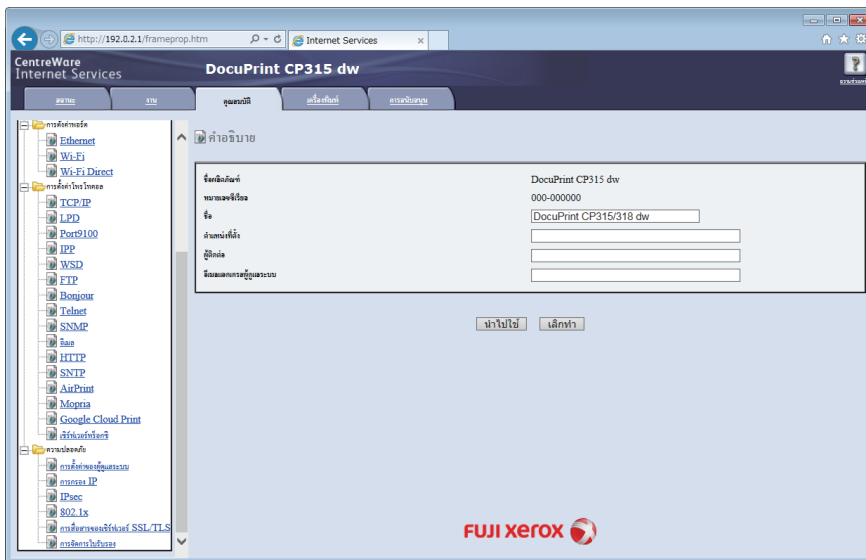 http://192.0.2.1/frameprop.htm
Internet Services
CentreWare
Internet Services
DocuPrint CP315 dw
ความช่วยเหลือ
สถานะ
งาน
คุณสมบัติ
เครื่องพิมพ์
การสนับสนุน
การตั้งค่าพอร์ต
Ethernet
Wi-Fi
Wi-Fi Direct
การตั้งค่าโพรโทคอล
TCP/IP
LPD
Port9100
IPP
WSD
FTP
Bonjour
Telnet
SNMP
อีเมล
HTTP
SNTP
AirPrint
Mopria
Google Cloud Print
เซิร์ฟเวอร์พร็อกซี
ความปลอดภัย
การตั้งค่าของผู้ดูแลระบบ
การกรอง IP
IPsec
802.1x
การสื่อสารของเซิร์ฟเวอร์ SSL/TLS
การจัดการใบรับรอง
คำอธิบาย
ชื่อผลิตภัณฑ์ DocuPrint CP315 dw
หมายเลขซีเรียล 000-000000
ชื่อ DocuPrint CP315/318 dw
ตำแหน่งที่ตั้ง
ผู้ติดต่อ
อีเมลแอดเดรสผู้ดูแลระบบ
นำไปใช้ เลิกทำ
FUJI XEROX